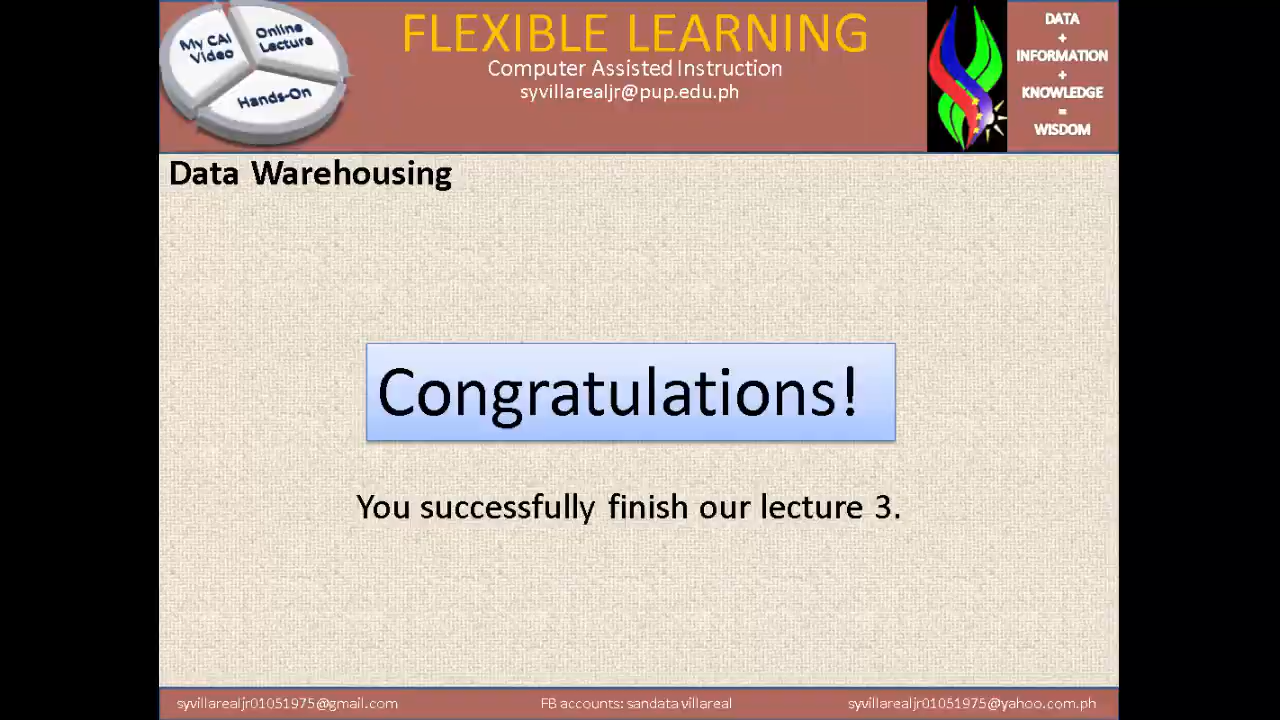 My CAI
Video
Online
Lecture
Hands-On
FLEXIBLE LEARNING
Computer Assisted Instruction
syvillarealjr@pup.edu.ph
DATA
+
INFORMATION
+
KNOWLEDGE
=
WISDOM
Data Warehousing
Congratulations!
You successfully finish our lecture 3.
syvillarealjr01051975@gmail.com
FB accounts: sandata villareal
syvillarealjr01051975@yahoo.com.ph